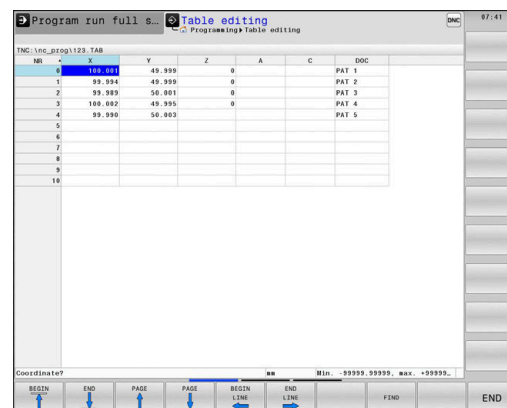 Program run full s... Table editing DNC 07:41
Programming Table editing
TNC:\nc_prog\123.TAB
NR X Y Z A C DOC
0 100.001 49.999 0 PAT 1
1 99.994 49.999 0 PAT 2
2 99.989 50.001 0 PAT 3
3 100.002 49.995 0 PAT 4
4 99.990 50.003 PAT 5
5
6
7
8
9
10
Coordinate? mm Min. -99999.99999, max. +99999…
BEGIN END PAGE PAGE BEGIN LINE END LINE FIND END